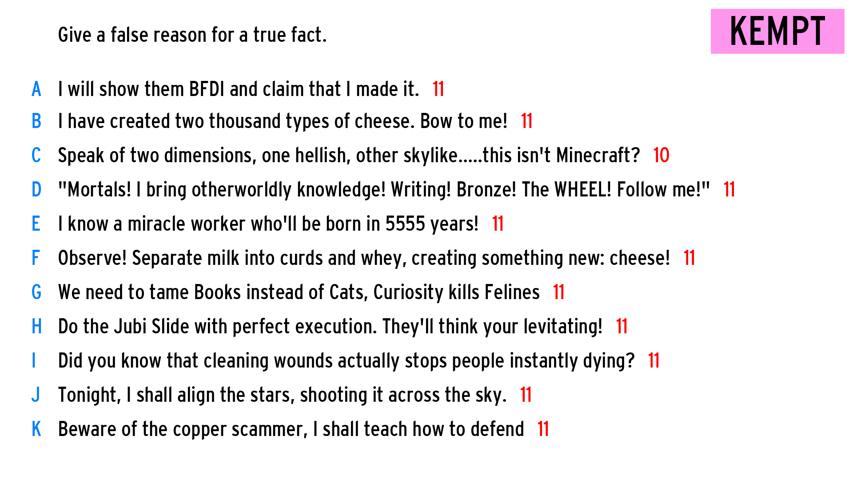 Give a false reason for a true fact.
KEMPT
A I will show them BFDI and claim that I made it. 11
B I have created two thousand types of cheese. Bow to me! 11
C Speak of two dimensions, one hellish, other skylike.....this isn't Minecraft? 10
D "Mortals! I bring otherworldly knowledge! Writing! Bronze! The WHEEL! Follow me!" 11
E I know a miracle worker who'll be born in 5555 years! 11
F Observe! Separate milk into curds and whey, creating something new: cheese! 11
G We need to tame Books instead of Cats, Curiosity kills Felines 11
H Do the Jubi Slide with perfect execution. They'll think your levitating! 11
I Did you know that cleaning wounds actually stops people instantly dying? 11
J Tonight, I shall align the stars, shooting it across the sky. 11
K Beware of the copper scammer, I shall teach how to defend 11